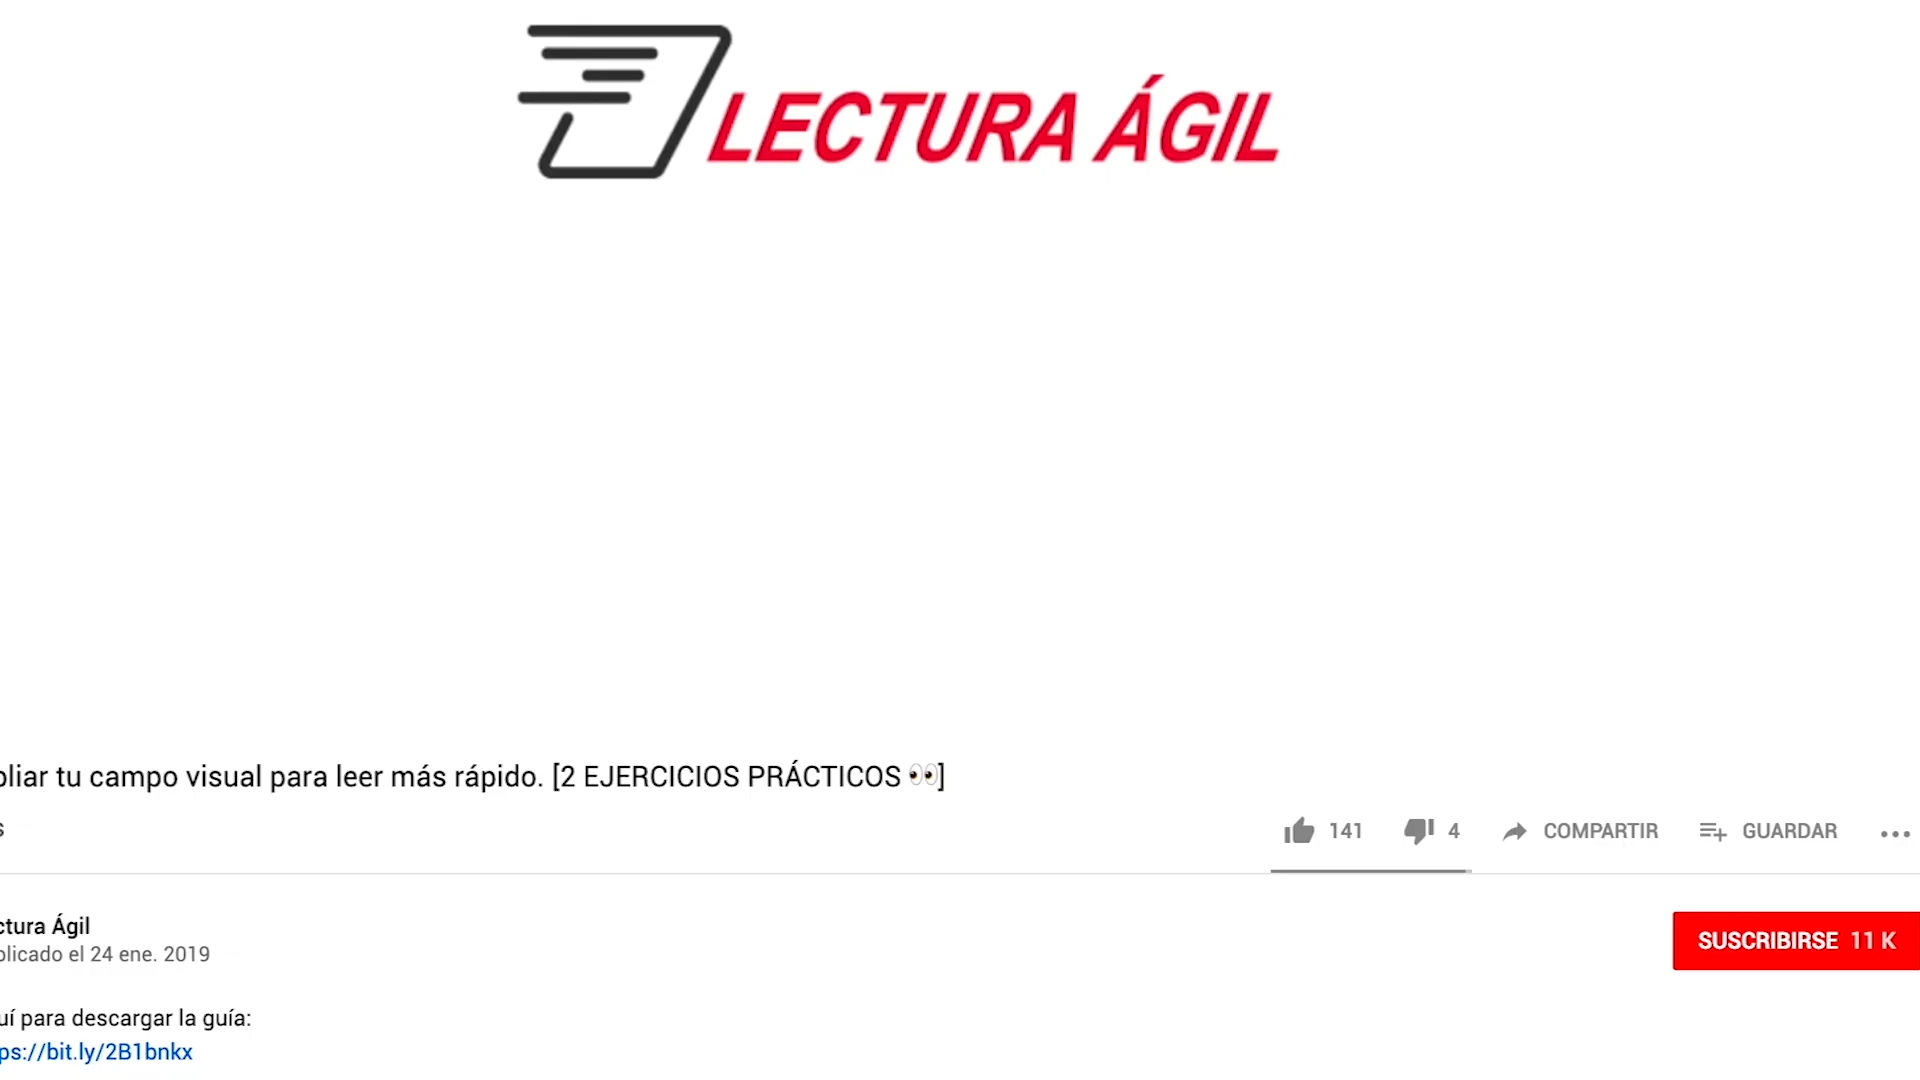 LECTURA ÁGIL
pliar tu campo visual para leer más rápido. [2 EJERCICIOS PRÁCTICOS 👀]
s
141 4 COMPARTIR GUARDAR ...
ctura Ágil
SUSCRIBIRSE 11 K
blicado el 24 ene. 2019
uí para descargar la guía:
ps://bit.ly/2B1bnkx